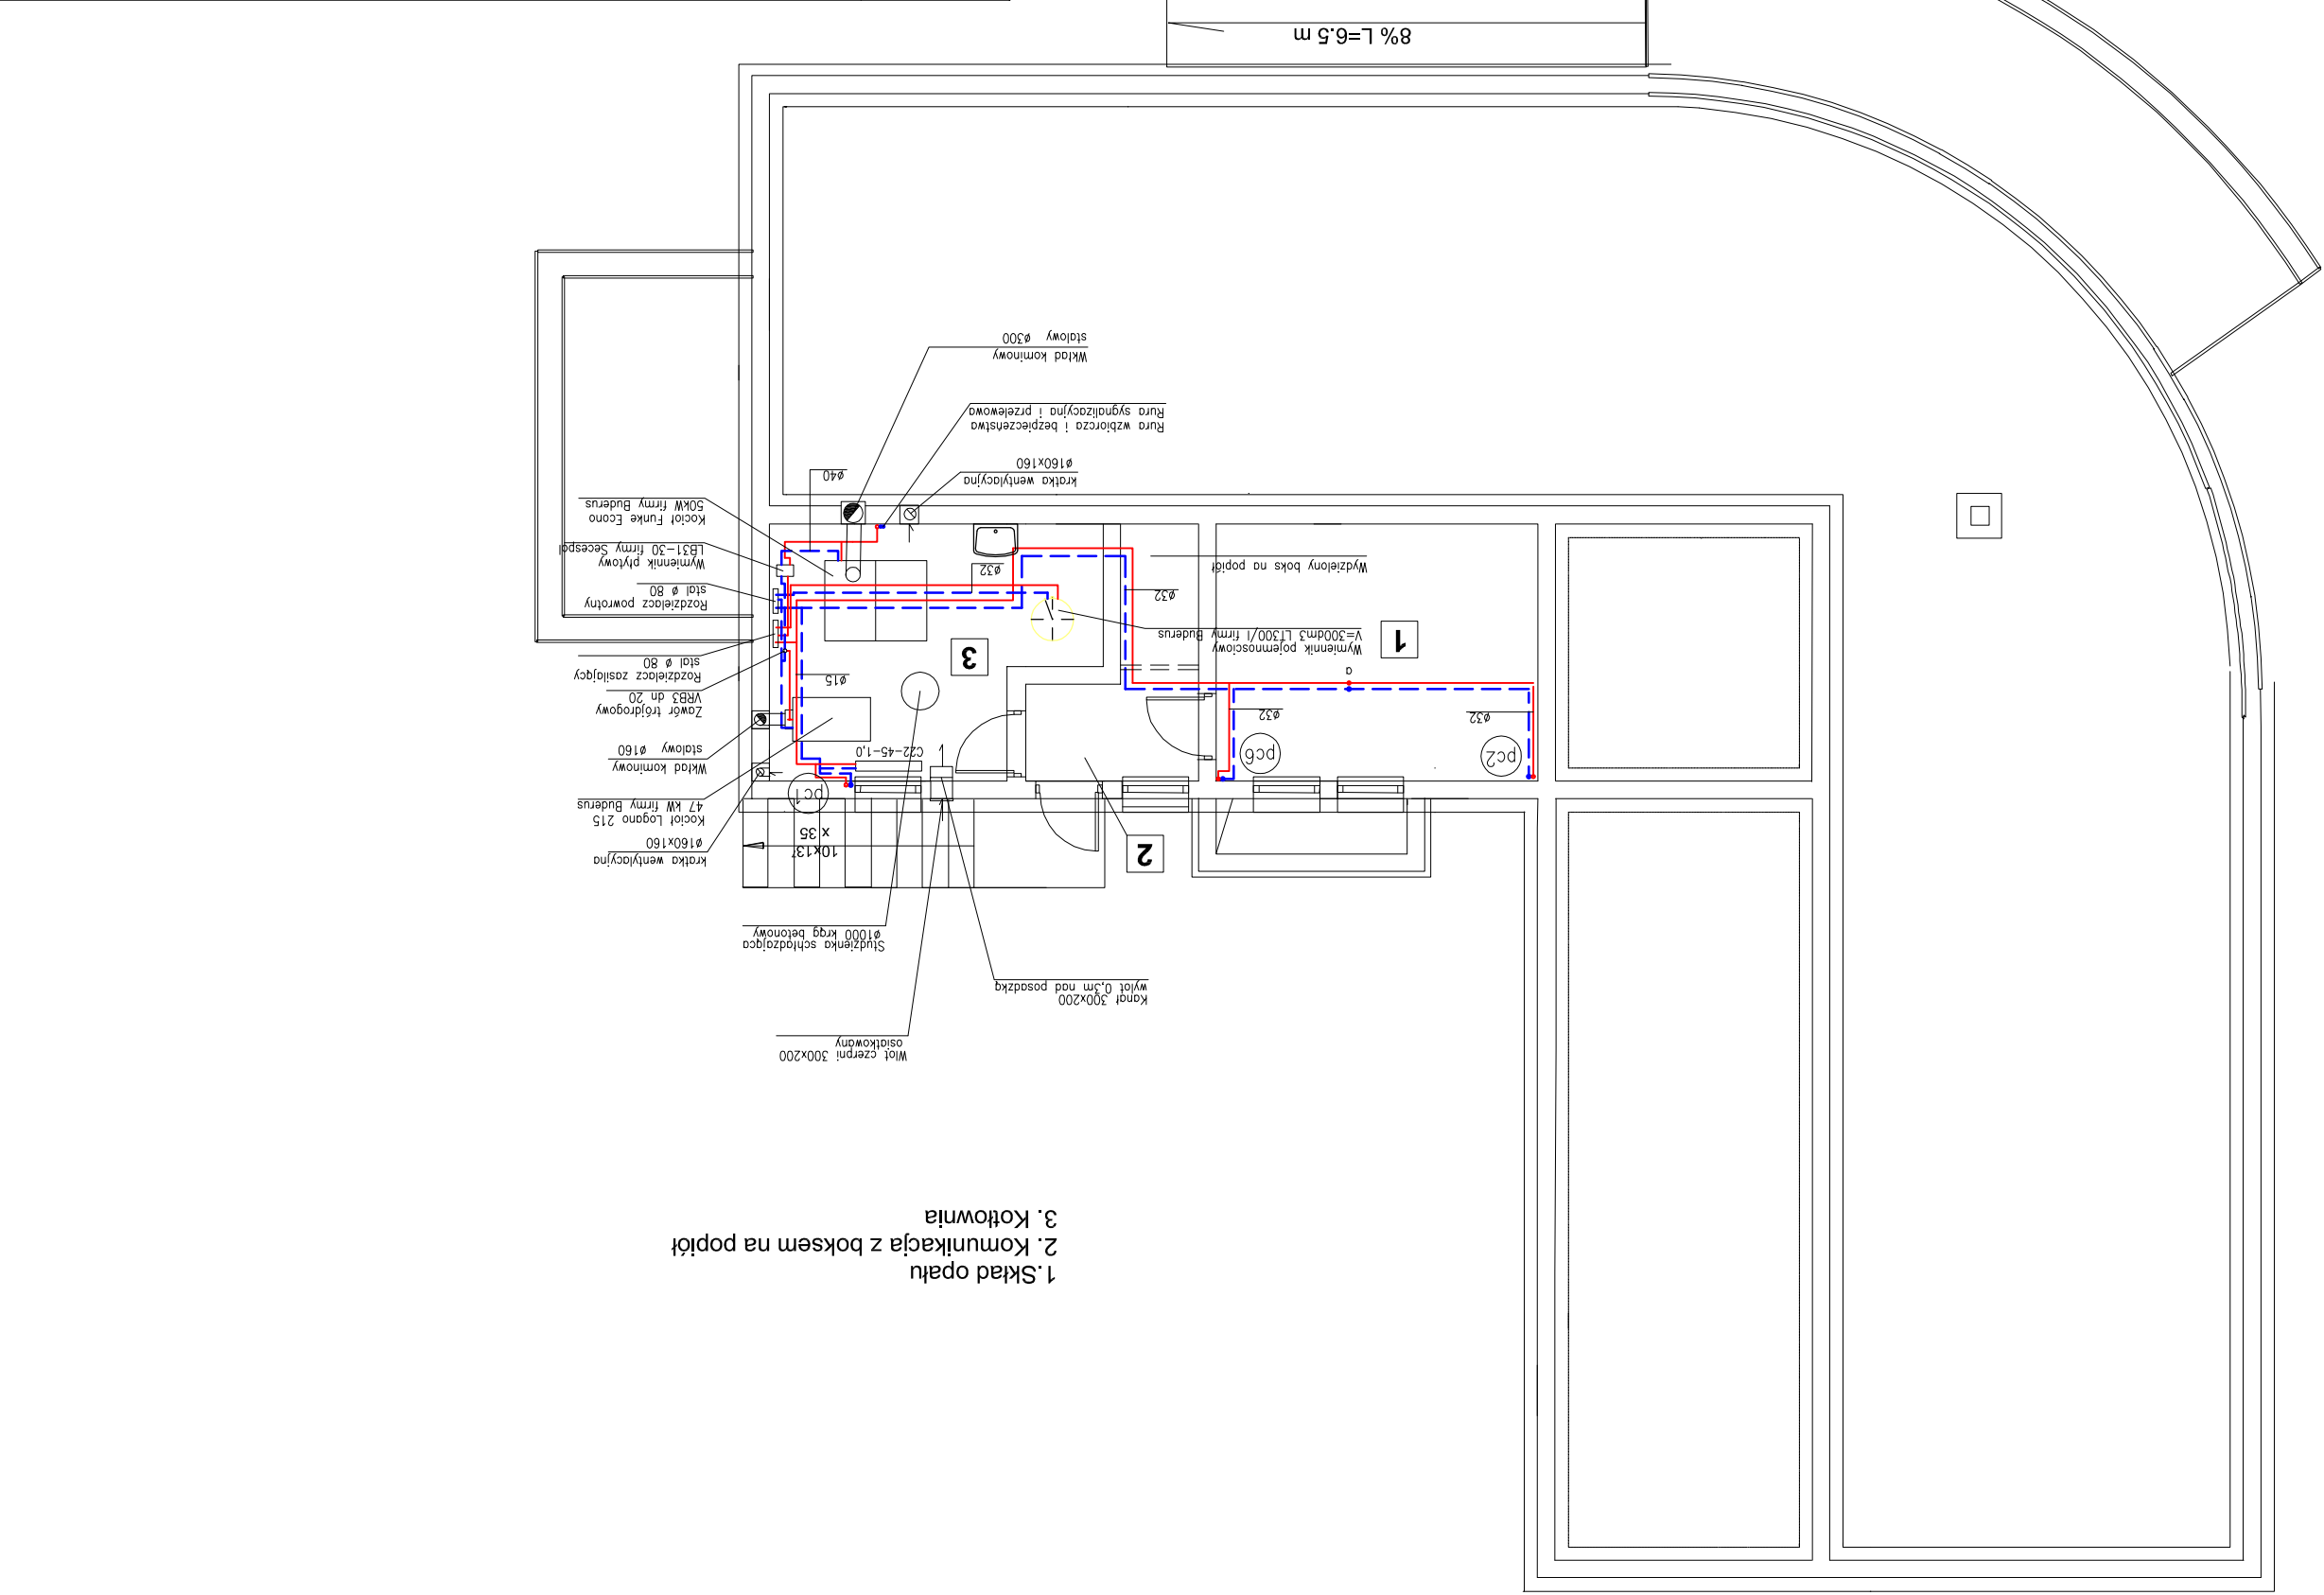 1.Skład opału
2. Komunikacja z boksem na popiół
3. Kotłownia
Wlot czerpni 300x200
osiatkowany
Kanał 300x200
wylot 0,3m nad posadzką
Studzienka schładzająca
ø1000 krąg betonowy
kratka wentylacyjna
ø160x160
10x13'
x 35
2
Kocioł Logano 215
47 kW firmy Buderus
pc1
Wkład kominowy
stalowy ø160
C22-45-1,0
pc2
pc6
ø32
ø32
Zawór trójdrogowy
VRB3 dn 20
ø15
Rozdzielacz zasilający
stal ø 80
a
3
1
Wymiennik pojemnosciowy
V=300dm3 LT300/I firmy Buderus
Rozdzielacz powrotny
stal ø 80
ø32
ø32
Wymiennik płytowy
LB31-30 firmy Secespol
Wydzielony boks na popiół
Kocioł Funke Econo
50kW firmy Buderus
ø40
kratka wentylacyjna
ø160x160
Rura wzbiorcza i bezpieczeństwa
Rura sygnalizacyjna i przelewowa
Wkład kominowy
stalowy ø300
8% L=6.5 m